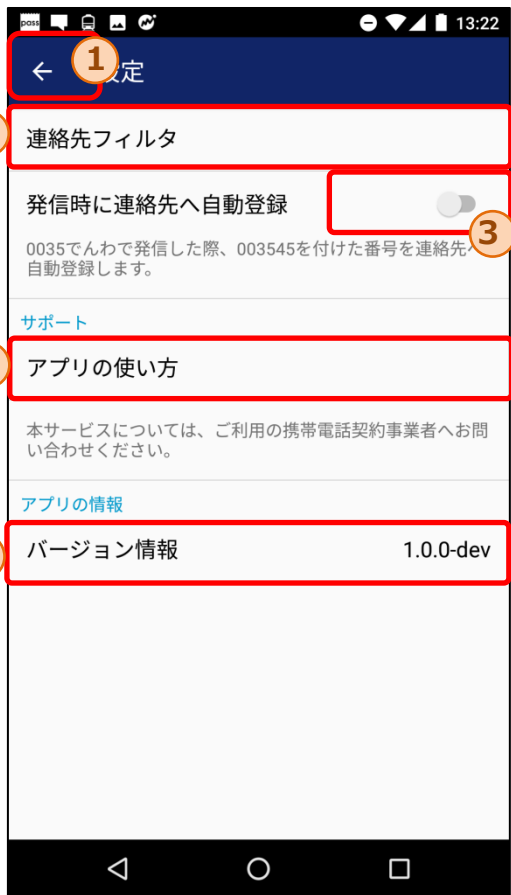 pass 13:22
1
定
連絡先フィルタ
発信時に連絡先へ自動登録
3
0035でんわで発信した際、003545を付けた番号を連絡先
自動登録します。
サポート
アプリの使い方
本サービスについては、ご利用の携帯電話契約事業者へお問
い合わせください。
アプリの情報
バージョン情報 1.0.0-dev